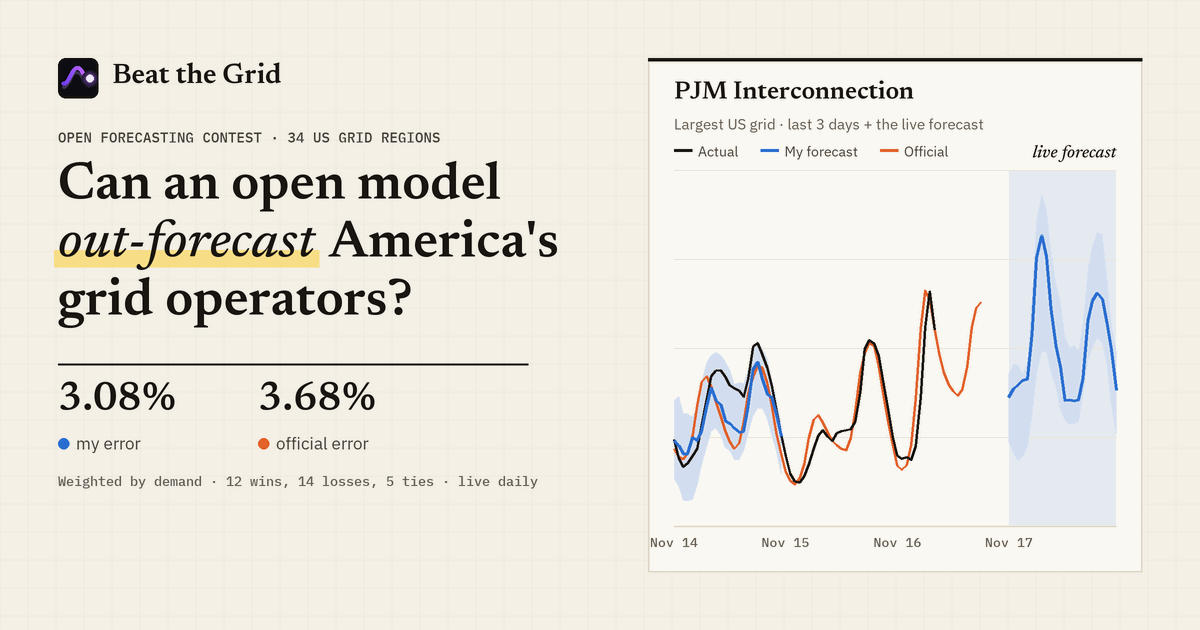 Beat the Grid
OPEN FORECASTING CONTEST · 34 US GRID REGIONS
Can an open model
out-forecast America's
grid operators?
3.08%
3.68%
my error
official error
Weighted by demand · 12 wins, 14 losses, 5 ties · live daily
PJM Interconnection
Largest US grid · last 3 days + the live forecast
Actual
My forecast
Official
live forecast
Nov 14
Nov 15
Nov 16
Nov 17